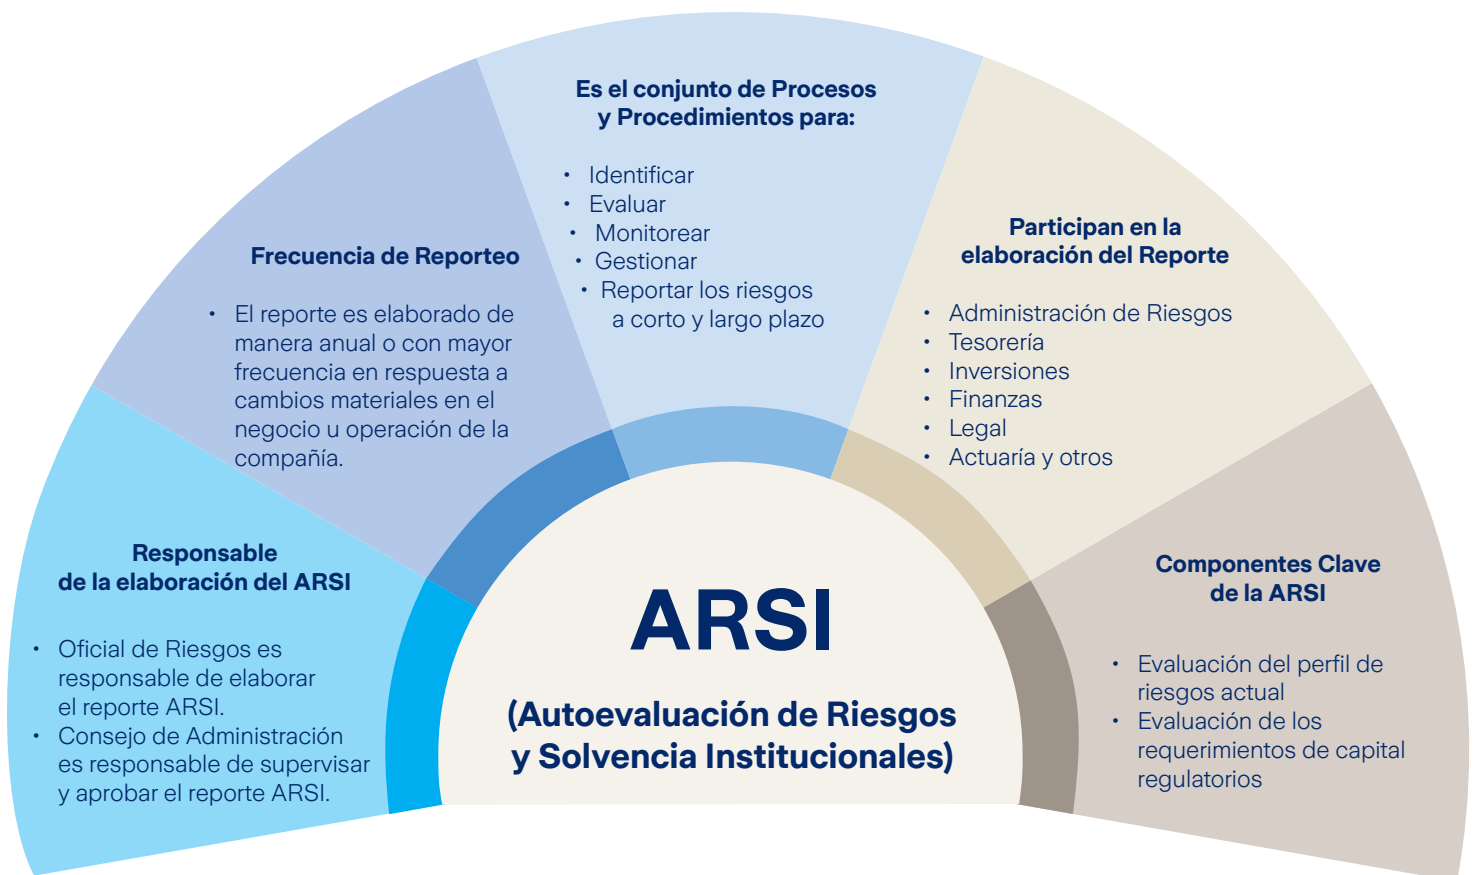 Es el conjunto de Procesos
y Procedimientos para:
• Identificar
• Evaluar
• Monitorear
• Gestionar
• Reportar los riesgos
a corto y largo plazo
Frecuencia de Reporteo
• El reporte es elaborado de
manera anual o con mayor
frecuencia en respuesta a
cambios materiales en el
negocio u operación de la
compañía.
Participan en la
elaboración del Reporte
• Administración de Riesgos
• Tesorería
• Inversiones
• Finanzas
• Legal
• Actuaría y otros
Responsable
de la elaboración del ARSI
• Oficial de Riesgos es
responsable de elaborar
el reporte ARSI.
• Consejo de Administración
es responsable de supervisar
y aprobar el reporte ARSI.
Componentes Clave
de la ARSI
• Evaluación del perfil de
riesgos actual
• Evaluación de los
requerimientos de capital
regulatorios
ARSI
(Autoevaluación de Riesgos
y Solvencia Institucionales)